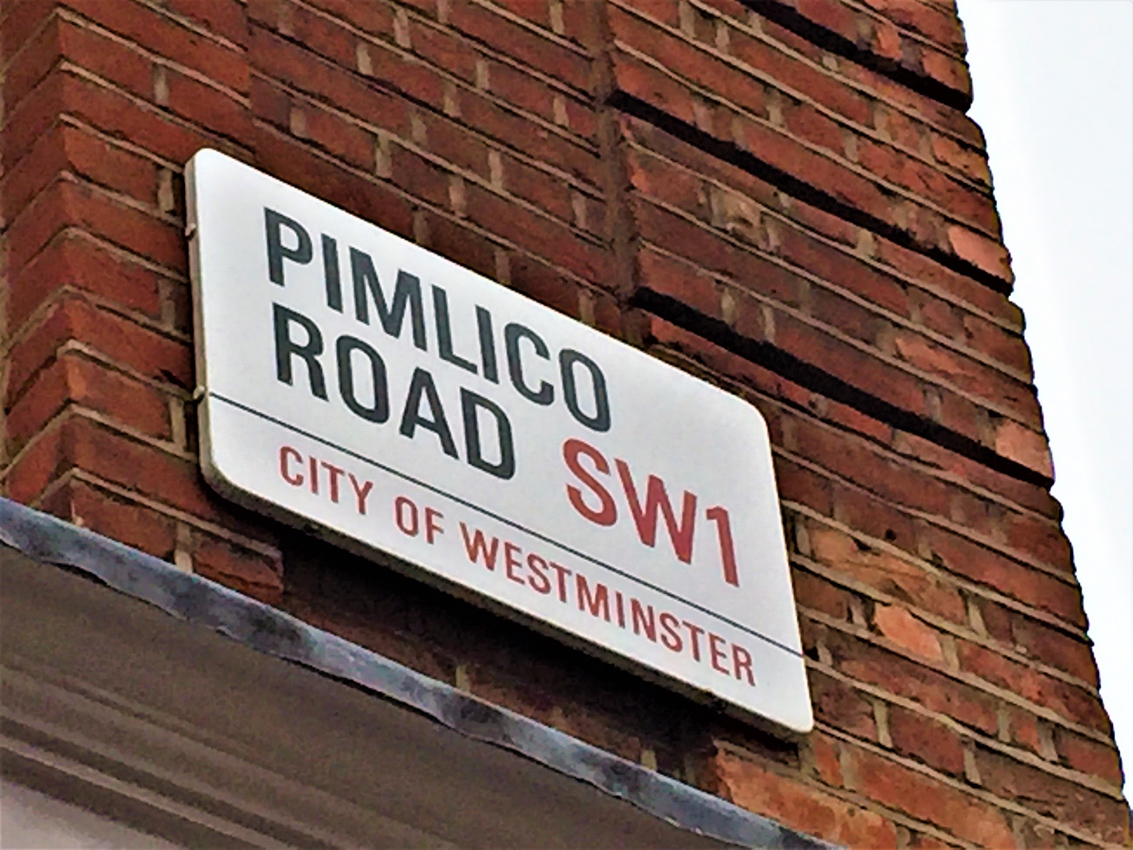 PIMLICO
ROAD SW1
CITY OF WESTMINSTER